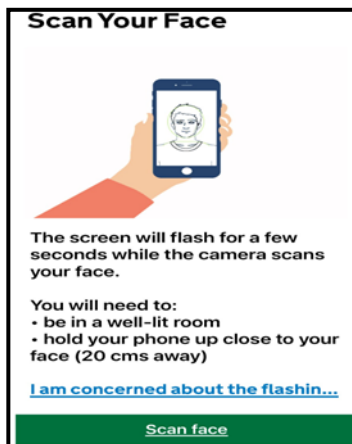 Scan Your Face
The screen will flash for a few
seconds while the camera scans
your face.
You will need to:
• be in a well-lit room
• hold your phone up close to your
face (20 cms away)
I am concerned about the flashin...
Scan face